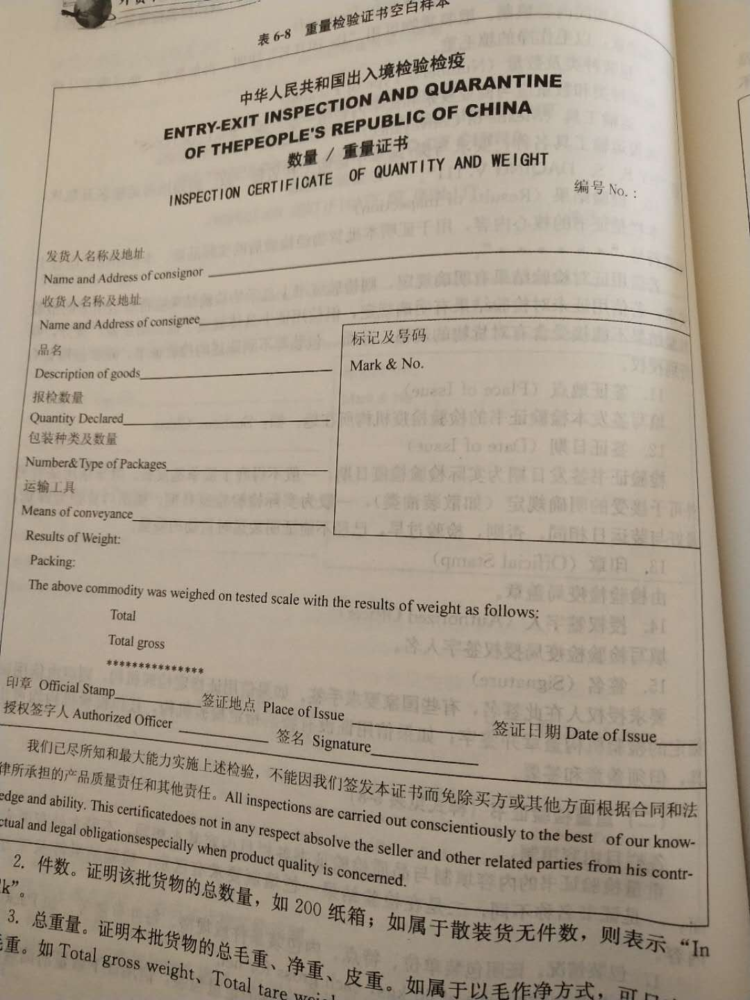 表 6-8 重量检验证书空白样本
中华人民共和国出入境检验检疫
ENTRY-EXIT INSPECTION AND QUARANTINE
OF THEPEOPLE'S REPUBLIC OF CHINA
数量 / 重量证书
INSPECTION CERTIFICATE OF QUANTITY AND WEIGHT
编号 No. :
发货人名称及地址
Name and Address of consignor
收货人名称及地址
Name and Address of consignee
品名
Description of goods
报检数量
Quantity Declared
包装种类及数量
Number&Type of Packages
运输工具
Means of conveyance
标记及号码
Mark & No.
Results of Weight:
Packing:
The above commodity was weighed on tested scale with the results of weight as follows:
Total
Total gross
***************
印章 Official Stamp 签证地点 Place of Issue 签证日期 Date of Issue
授权签字人 Authorized Officer 签名 Signature
我们已尽所知和最大能力实施上述检验，不能因我们签发本证书而免除买方或其他方面根据合同和法
律所承担的产品质量责任和其他责任。All inspections are carried out conscientiously to the best of our know-
edge and ability. This certificatedoes not in any respect absolve the seller and other related parties from his contr-
ctual and legal obligationsespecially when product quality is concerned.
2. 件数。证明该批货物的总数量，如 200 纸箱；如属于散装货无件数，则表示 “In
k”。
3. 总重量。证明本批货物的总毛重、净重、皮重。如属于以毛作净方式，可只
毛重。如 Total gross weight、Total tare